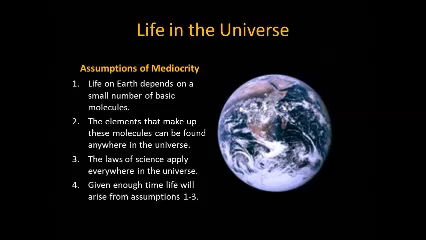 Life in the Universe
Assumptions of Mediocrity
1. Life on Earth depends on a
small number of basic
molecules.
2. The elements that make up
these molecules can be found
anywhere in the universe.
3. The laws of science apply
everywhere in the universe.
4. Given enough time life will
arise from assumptions 1-3.